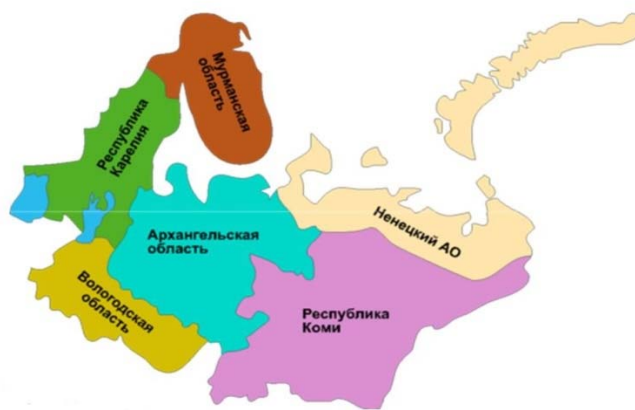 Мурманская
область
Республика
Карелия
Ненецкий АО
Архангельская
область
Вологодская
область
Республика
Коми